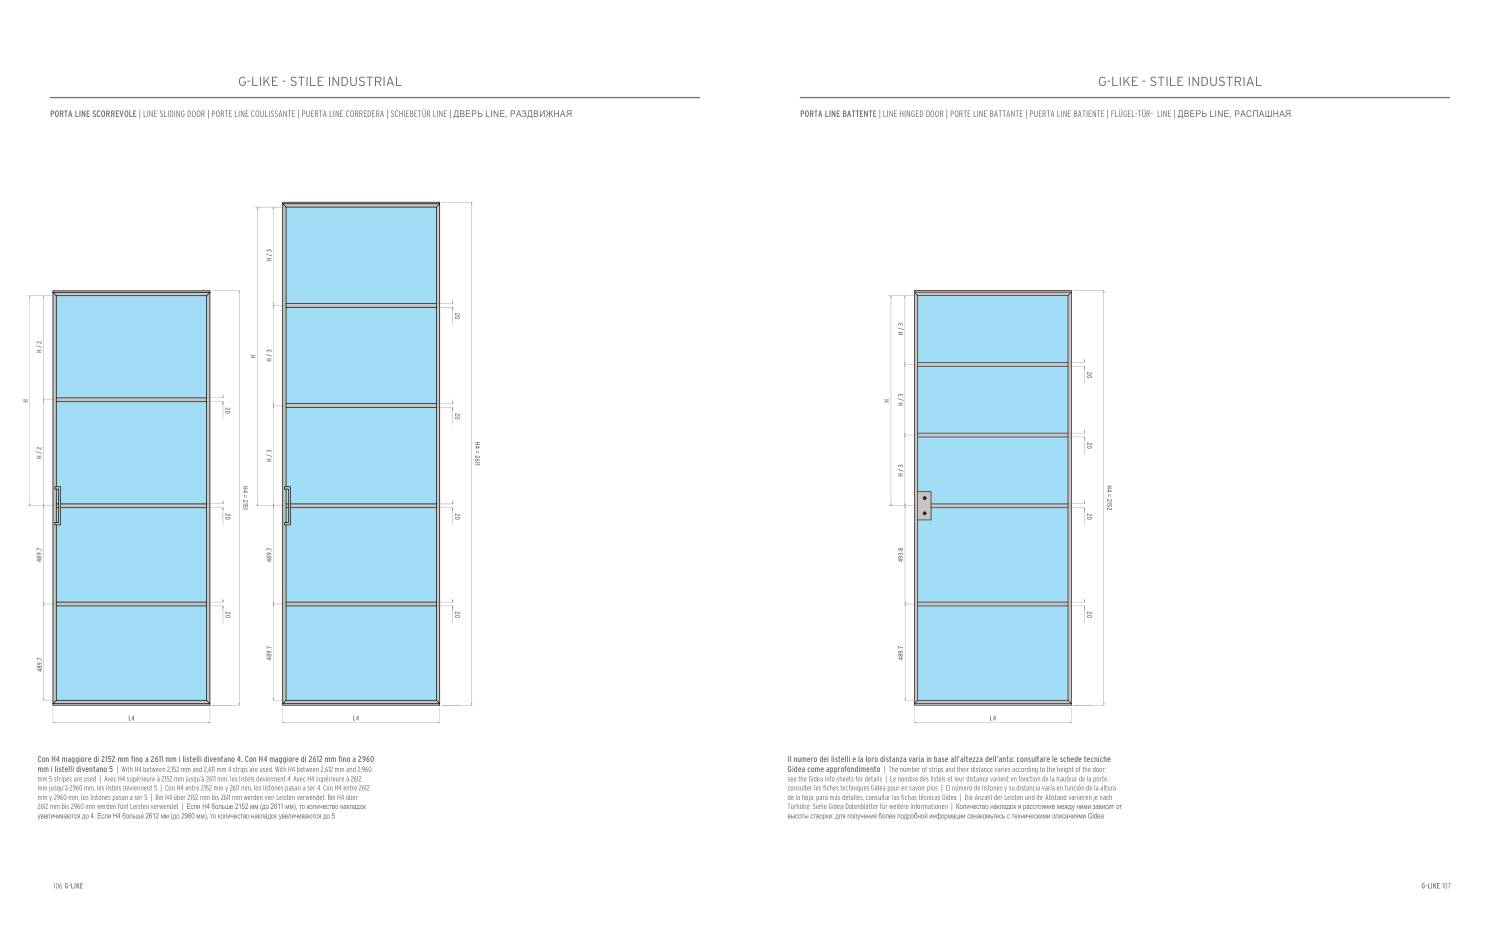 G-LIKE - STILE INDUSTRIAL
PORTA LINE SCORREVOLE | LINE SLIDING DOOR | PORTE LINE COULISSANTE | PUERTA LINE CORREDERA | SCHIEBETÜR LINE | ДВЕРЬ LINE, РАЗДВИЖНАЯ
H
H / 2
H / 2
489.7
489.7
20
20
20
H4 = 2151
L4
H
H / 3
H / 3
H / 3
489.7
489.7
20
20
20
20
H4 = 2611
L4
Con H4 maggiore di 2152 mm fino a 2611 mm i listelli diventano 4. Con H4 maggiore di 2612 mm fino a 2960
mm i listelli diventano 5 | With H4 between 2,152 mm and 2,611 mm 4 strips are used. With H4 between 2,612 mm and 2,960
mm 5 stripes are used | Avec H4 supérieure à 2152 mm jusqu'à 2611 mm, les listels deviennent 4. Avec H4 supérieure à 2612
mm jusqu'à 2960 mm, les listels deviennent 5 | Con H4 entre 2152 mm y 2611 mm, los listones pasan a ser 4. Con H4 entre 2612
mm y 2960 mm, los listones pasan a ser 5 | Bei H4 über 2152 mm bis 2611 mm werden vier Leisten verwendet. Bei H4 über
2612 mm bis 2960 mm werden fünf Leisten verwendet | Если H4 больше 2152 мм (до 2611 мм), то количество накладок
увеличиваются до 4. Если H4 больше 2612 мм (до 2960 мм), то количество накладок увеличиваются до 5
106 G-LIKE
G-LIKE - STILE INDUSTRIAL
PORTA LINE BATTENTE | LINE HINGED DOOR | PORTE LINE BATTANTE | PUERTA LINE BATIENTE | FLÜGEL-TÜR- LINE | ДВЕРЬ LINE, РАСПАШНАЯ
H
H / 3
H / 3
H / 3
493.8
489.7
20
20
20
20
H4 = 2152
L4
Il numero dei listelli e la loro distanza varia in base all'altezza dell'anta: consultare le schede tecniche
Gidea come approfondimento | The number of strips and their distance varies according to the height of the door:
see the Gidea info sheets for details | Le nombre des listels et leur distance varient en fonction de la hauteur de la porte :
consulter les fiches techniques Gidea pour en savoir plus | El número de listones y su distancia varía en función de la altura
de la hoja: para más detalles, consultar las fichas técnicas Gidea | Die Anzahl der Leisten und ihr Abstand variieren je nach
Türhöhe: Siehe Gidea-Datenblätter für weitere Informationen | Количество накладок и расстояние между ними зависит от
высоты створки: для получения более подробной информации ознакомьтесь с техническими описаниями Gidea
G-LIKE 107